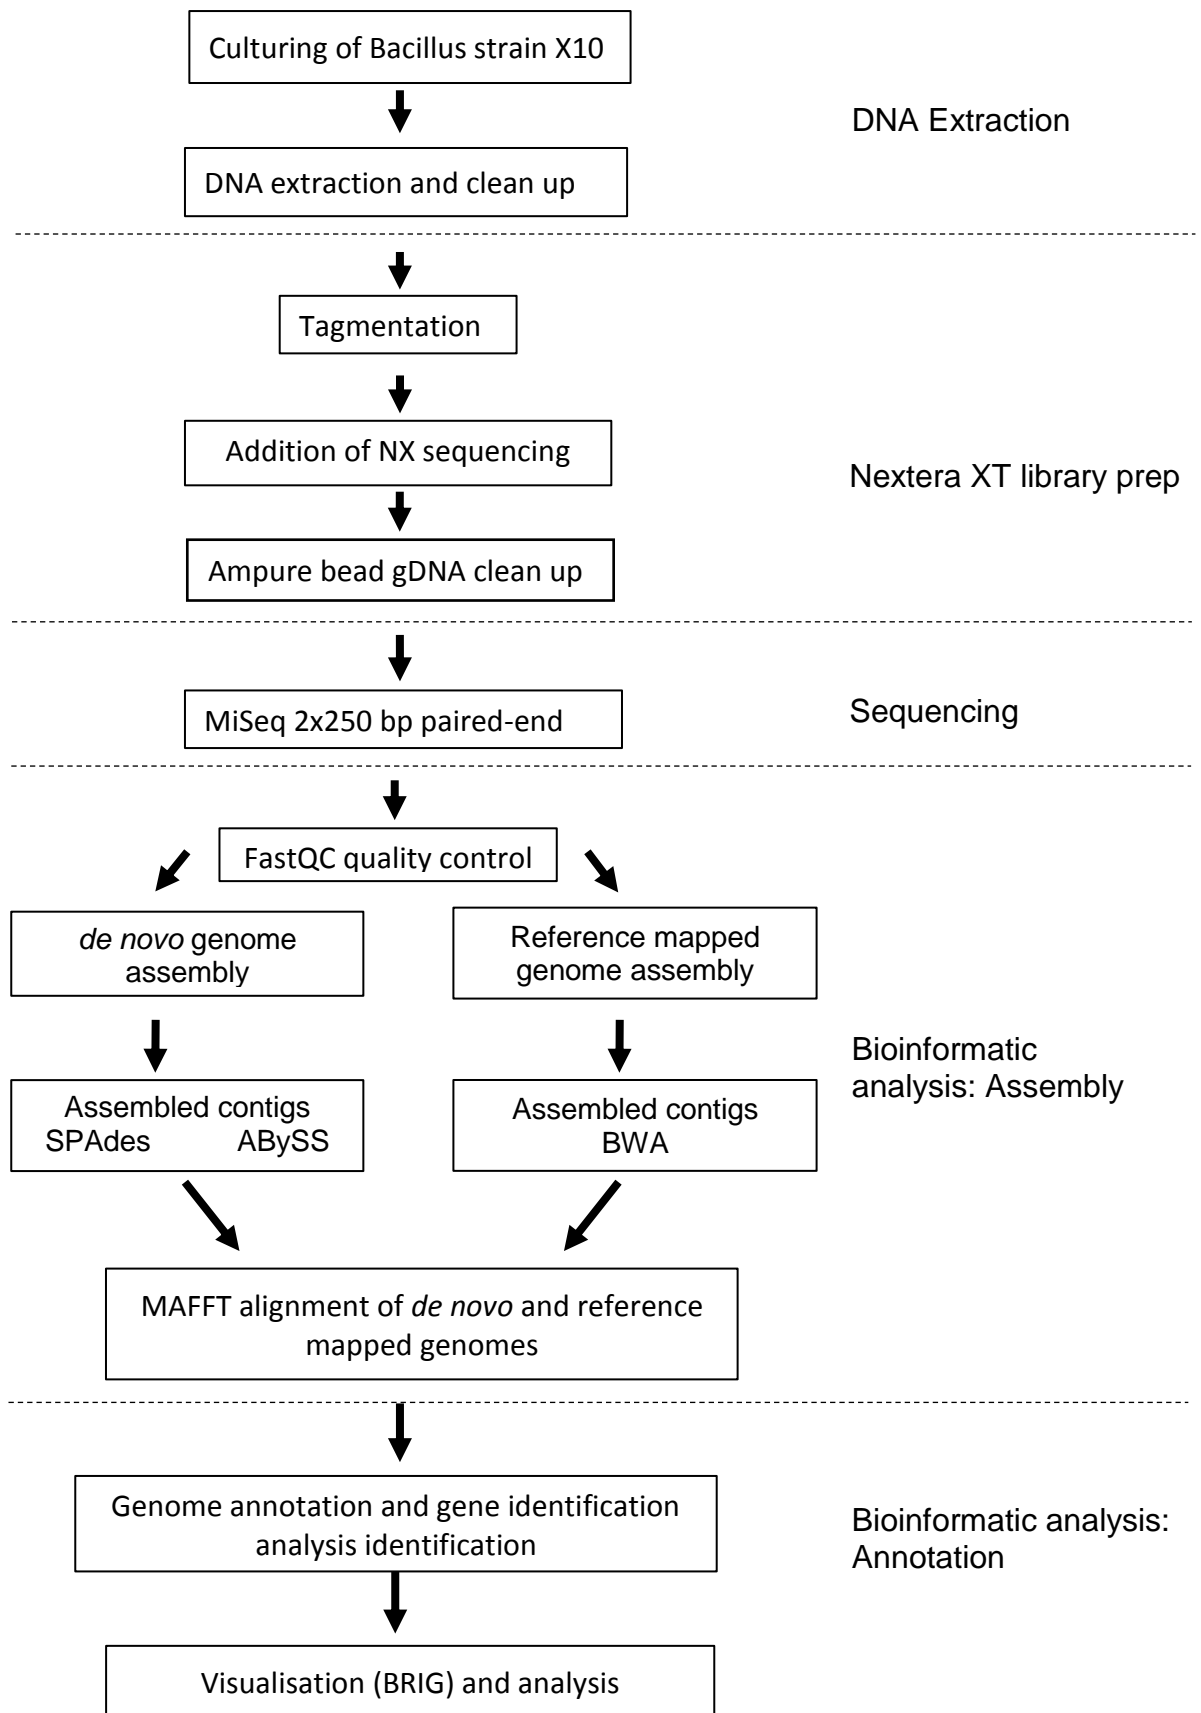 Culturing of Bacillus strain X10
DNA Extraction
DNA extraction and clean up
Tagmentation
Addition of NX sequencing
Nextera XT library prep
Ampure bead gDNA clean up
MiSeq 2x250 bp paired-end
Sequencing
FastQC quality control
de novo genome
assembly
Reference mapped
genome assembly
Bioinformatic
analysis: Assembly
Assembled contigs
SPAdes ABySS
Assembled contigs
BWA
MAFFT alignment of de novo and reference
mapped genomes
Genome annotation and gene identification
analysis identification
Bioinformatic analysis:
Annotation
Visualisation (BRIG) and analysis